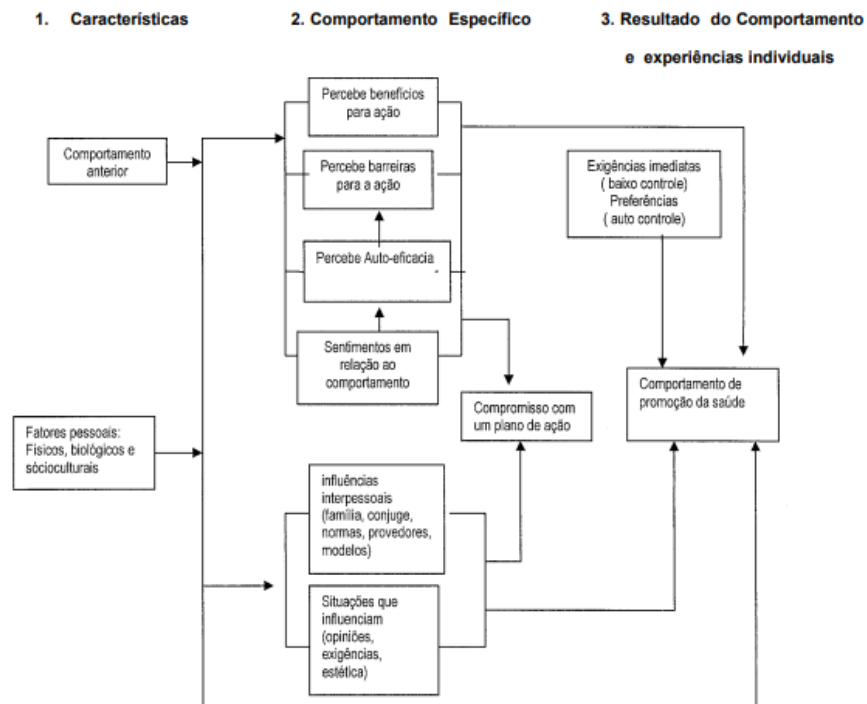 1. Características
2. Comportamento Específico
3. Resultado do Comportamento
e experiências individuais
Comportamento
anterior
Fatores pessoais:
Físicos, biológicos e
sócioculturais
Percebe benefícios
para ação
Percebe barreiras
para a ação
Percebe Auto-eficacia
Sentimentos em
relação ao
comportamento
Compromisso com
um plano de ação
influências
interpessoais
(família, conjuge,
normas, provedores,
modelos)
Situações que
influenciam
(opiniões,
exigências,
estética)
Exigências imediatas
( baixo controle)
Preferências
( auto controle)
Comportamento de
promoção da saúde